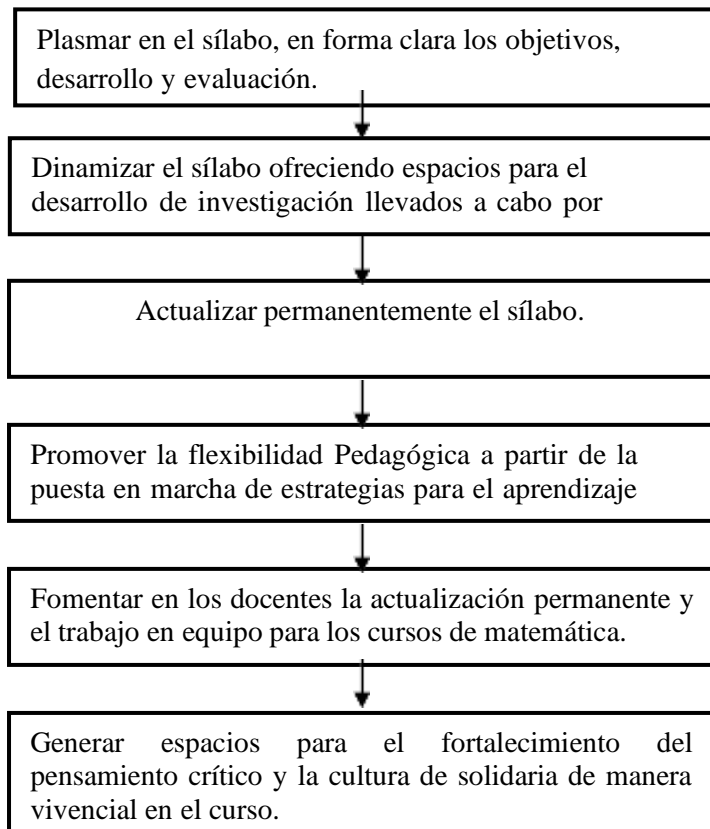 Plasmar en el sílabo, en forma clara los objetivos,
desarrollo y evaluación.
Dinamizar el sílabo ofreciendo espacios para el
desarrollo de investigación llevados a cabo por
Actualizar permanentemente el sílabo.
Promover la flexibilidad Pedagógica a partir de la
puesta en marcha de estrategias para el aprendizaje
Fomentar en los docentes la actualización permanente y
el trabajo en equipo para los cursos de matemática.
Generar espacios para el fortalecimiento del
pensamiento crítico y la cultura de solidaria de manera
vivencial en el curso.